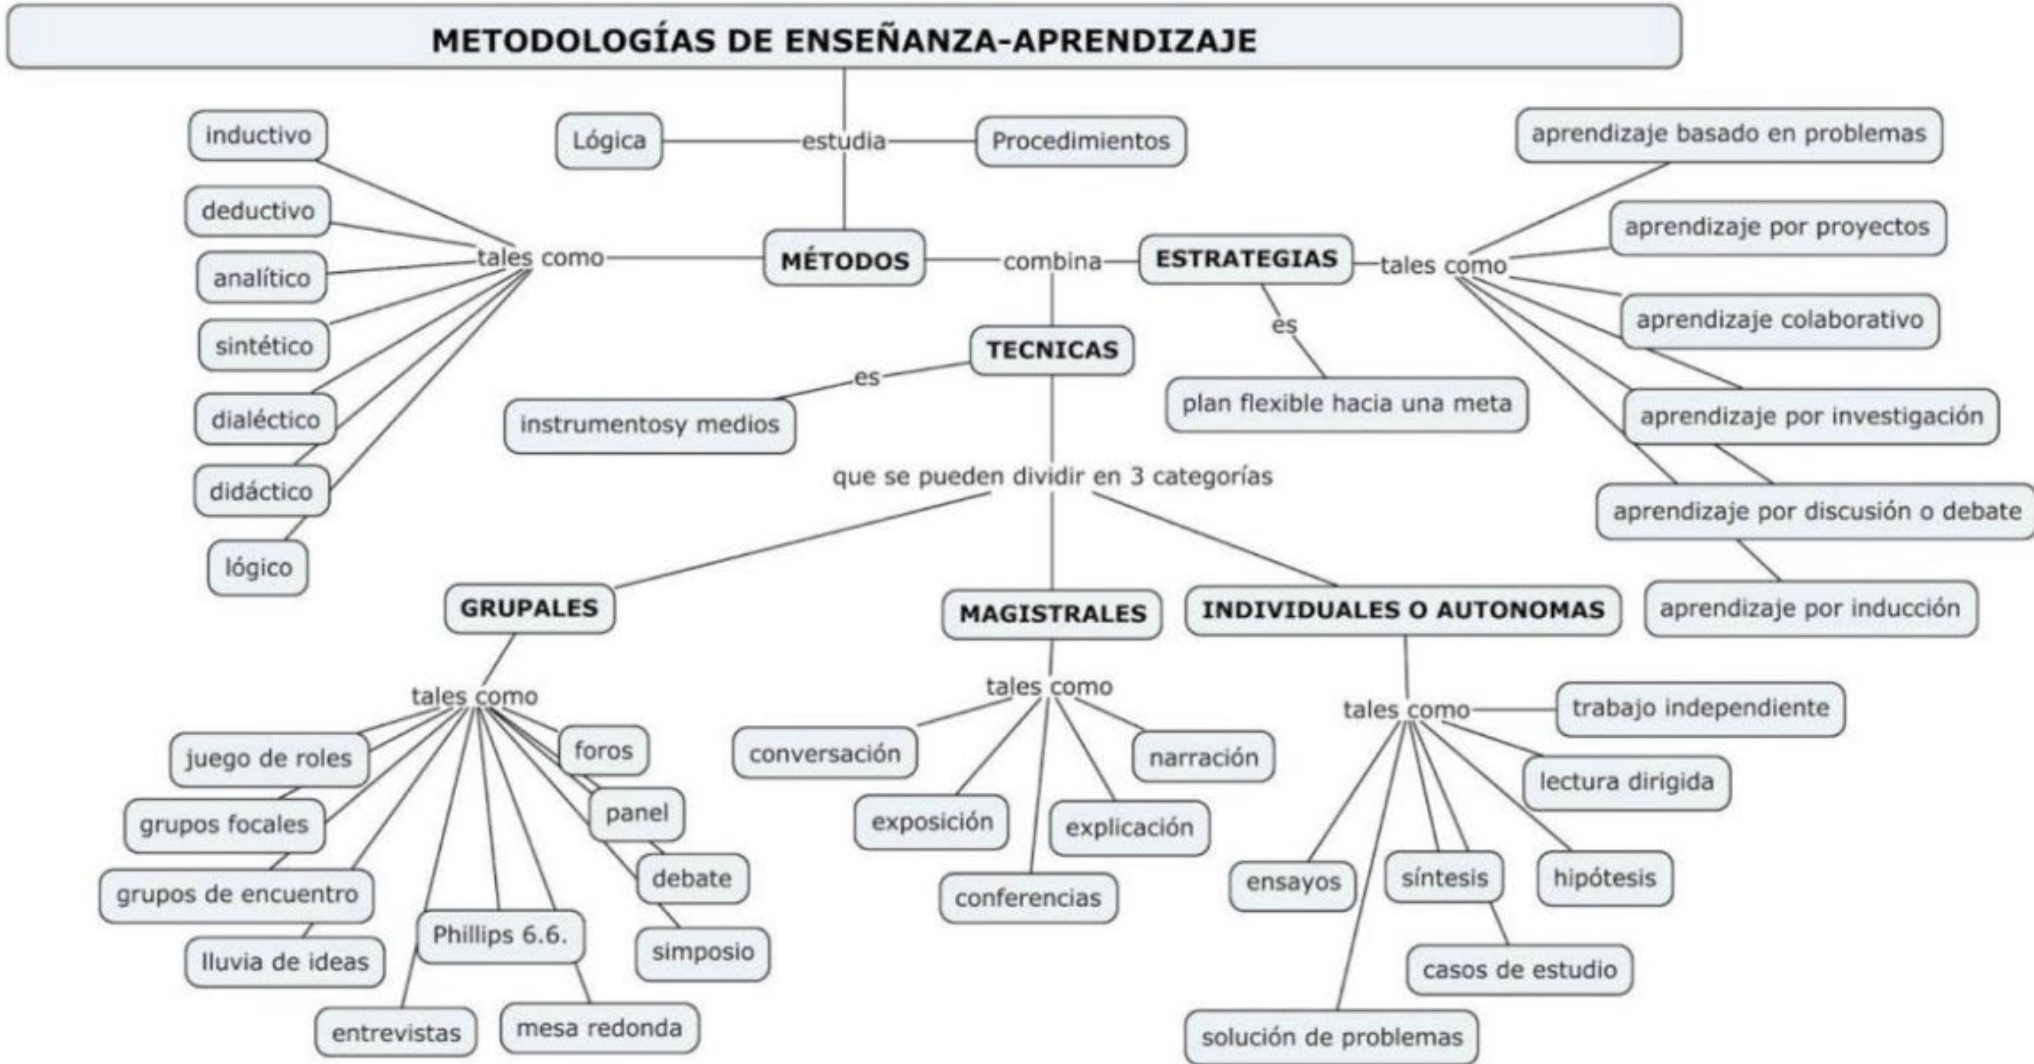 METODOLOGÍAS DE ENSEÑANZA-APRENDIZAJE
Lógica
estudia
Procedimientos
MÉTODOS
tales como
inductivo
deductivo
analítico
sintético
dialéctico
didáctico
lógico
combina
ESTRATEGIAS
es
plan flexible hacia una meta
tales como
aprendizaje basado en problemas
aprendizaje por proyectos
aprendizaje colaborativo
aprendizaje por investigación
aprendizaje por discusión o debate
aprendizaje por inducción
TECNICAS
es
instrumentosy medios
que se pueden dividir en 3 categorías
GRUPALES
tales como
juego de roles
grupos focales
grupos de encuentro
lluvia de ideas
entrevistas
Phillips 6.6.
mesa redonda
foros
panel
debate
simposio
MAGISTRALES
tales como
conversación
exposición
conferencias
explicación
narración
INDIVIDUALES O AUTONOMAS
tales como
trabajo independiente
lectura dirigida
hipótesis
síntesis
casos de estudio
ensayos
solución de problemas